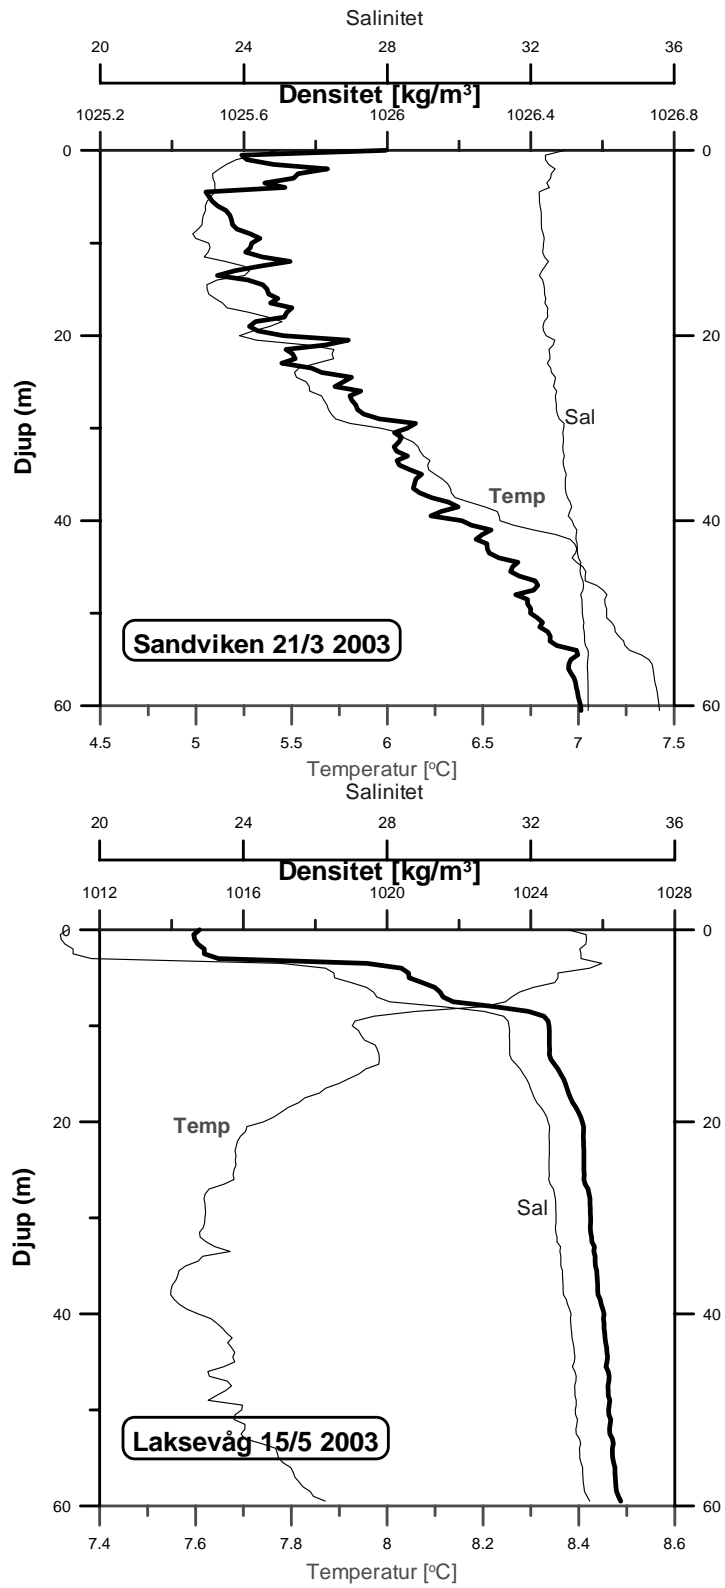 Salinitet
20 24 28 32 36
Densitet [kg/m³]
1025.2 1025.6 1026 1026.4 1026.8
0 0
Sal
20 20
Djup (m)
Temp
40 40
Sandviken 21/3 2003
60 60
4.5 5 5.5 6 6.5 7 7.5
Temperatur [°C]
Salinitet
20 24 28 32 36
Densitet [kg/m³]
1012 1016 1020 1024 1028
0 0
20 20
Temp
Djup (m)
Sal
40 40
Laksevåg 15/5 2003
60 60
7.4 7.6 7.8 8 8.2 8.4 8.6
Temperatur [°C]